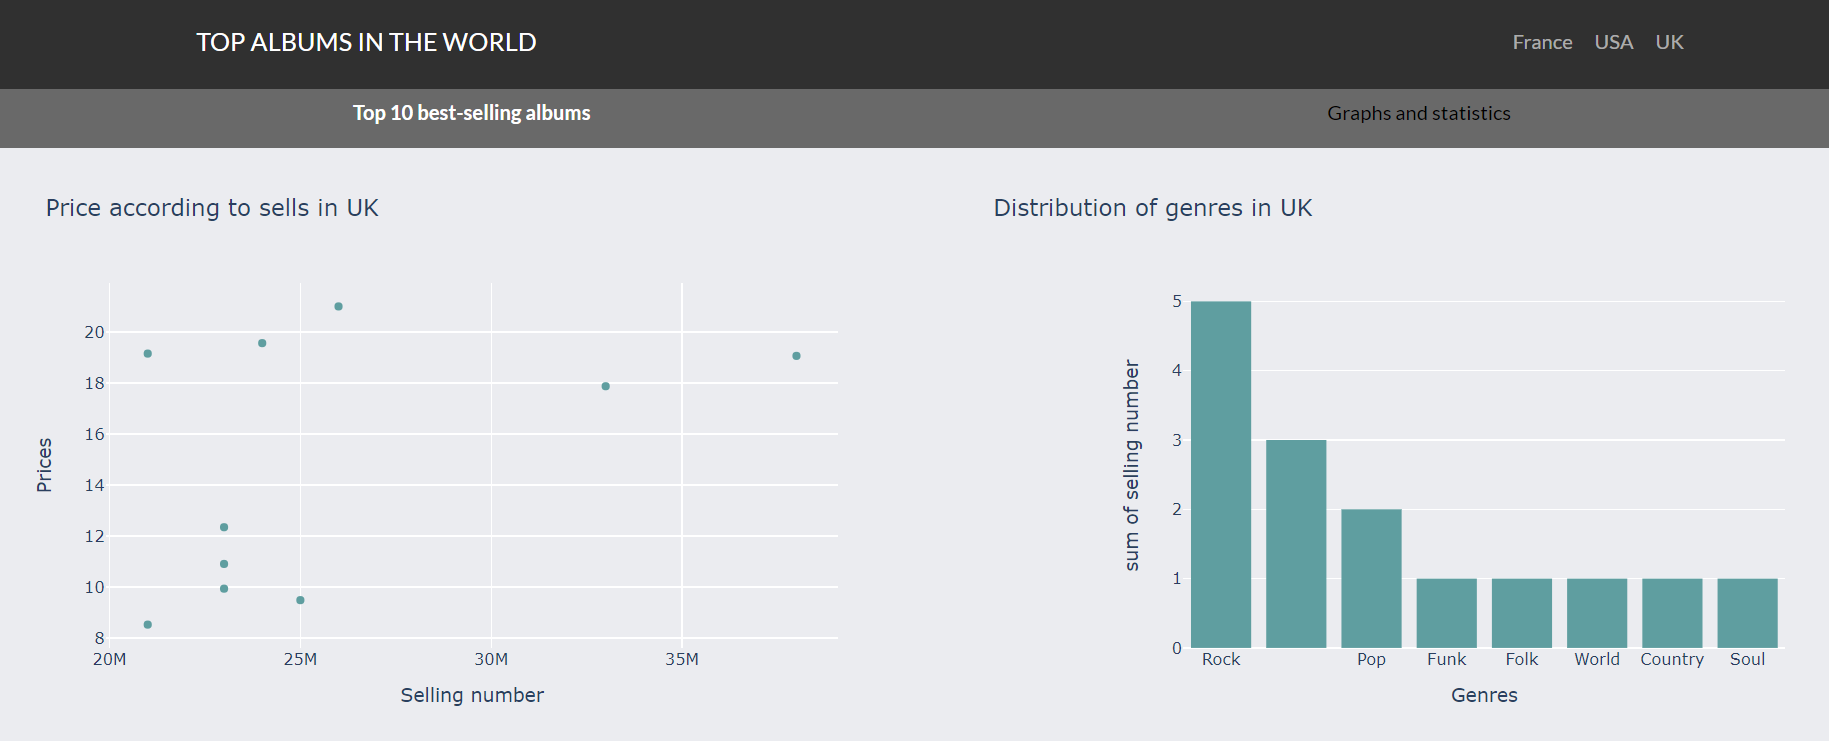 TOP ALBUMS IN THE WORLD
France USA UK
Top 10 best-selling albums
Graphs and statistics
Price according to sells in UK
20
18
16
14
12
10
8
Prices
20M 25M 30M 35M
Selling number
Distribution of genres in UK
5
4
3
2
1
0
sum of selling number
Rock Pop Funk Folk World Country Soul
Genres